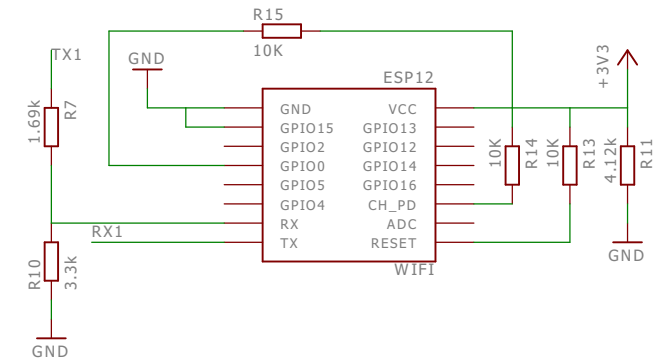 R15
10K
TX1
GND
+3V3
ESP12
1.69k
R7
GND
VCC
GPIO15
GPIO13
GPIO2
GPIO12
GPIO0
GPIO14
GPIO5
GPIO16
GPIO4
CH_PD
RX
ADC
TX
RESET
10K
R14
10K
R13
4.12k
R11
RX1
R10
3.3k
WIFI
GND
GND